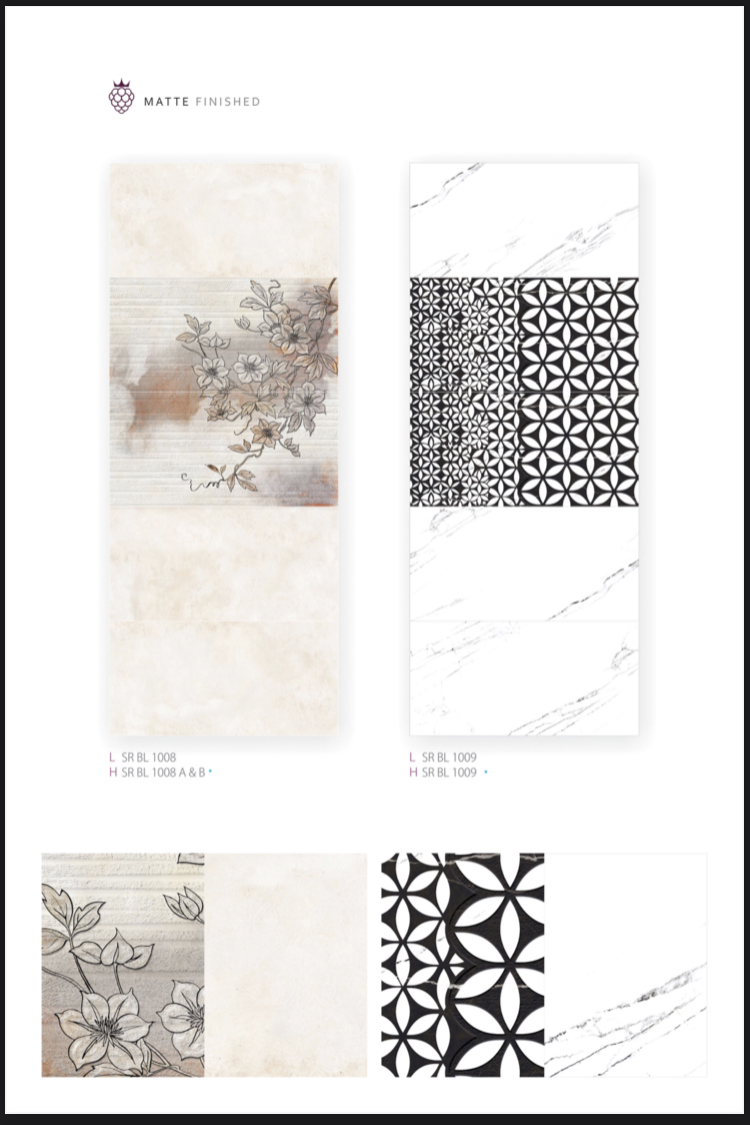 MATTE FINISHED
L SR BL 1008
H SR BL 1008 A & B *
L SR BL 1009
H SR BL 1009 *